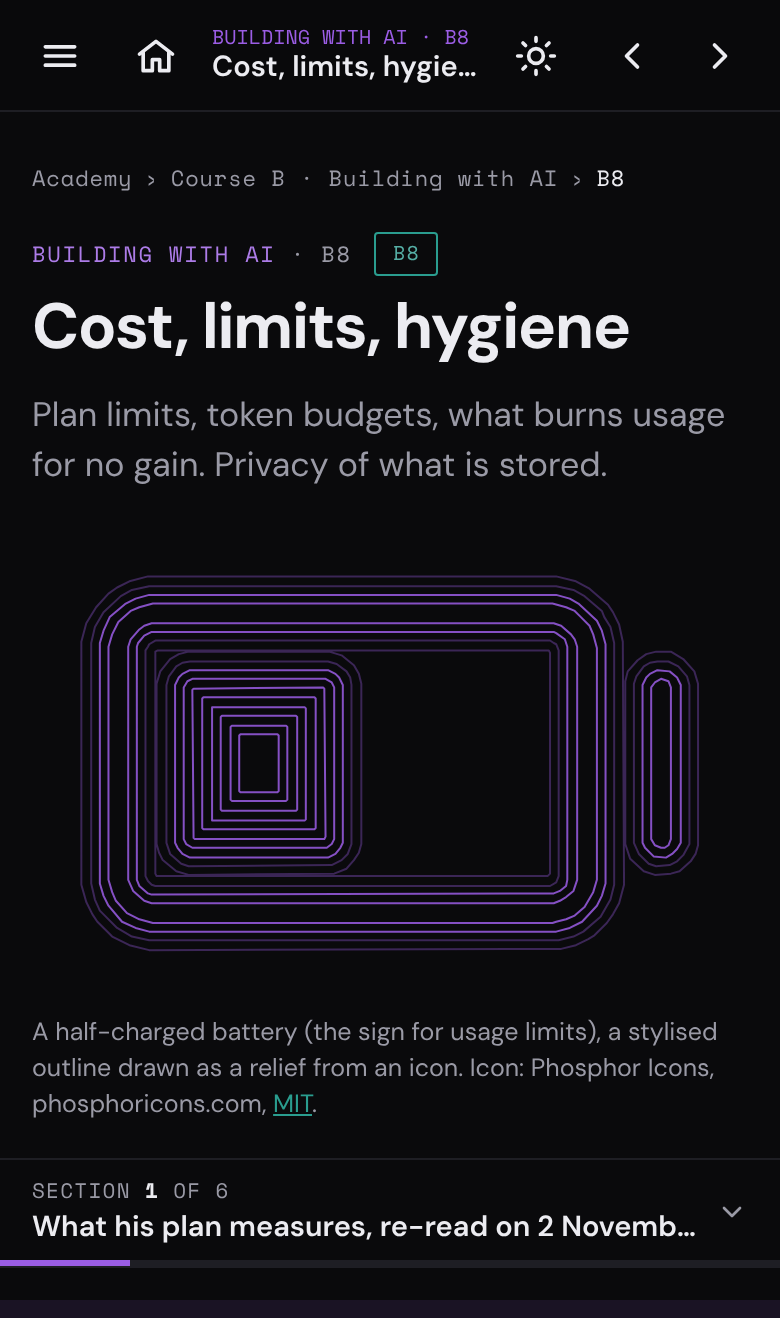 BUILDING WITH AI · B8
Cost, limits, hygie...
Academy › Course B · Building with AI › B8
BUILDING WITH AI · B8 B8
Cost, limits, hygiene
Plan limits, token budgets, what burns usage
for no gain. Privacy of what is stored.
A half-charged battery (the sign for usage limits), a stylised
outline drawn as a relief from an icon. Icon: Phosphor Icons,
phosphoricons.com, MIT.
SECTION 1 OF 6
What his plan measures, re-read on 2 Novemb...